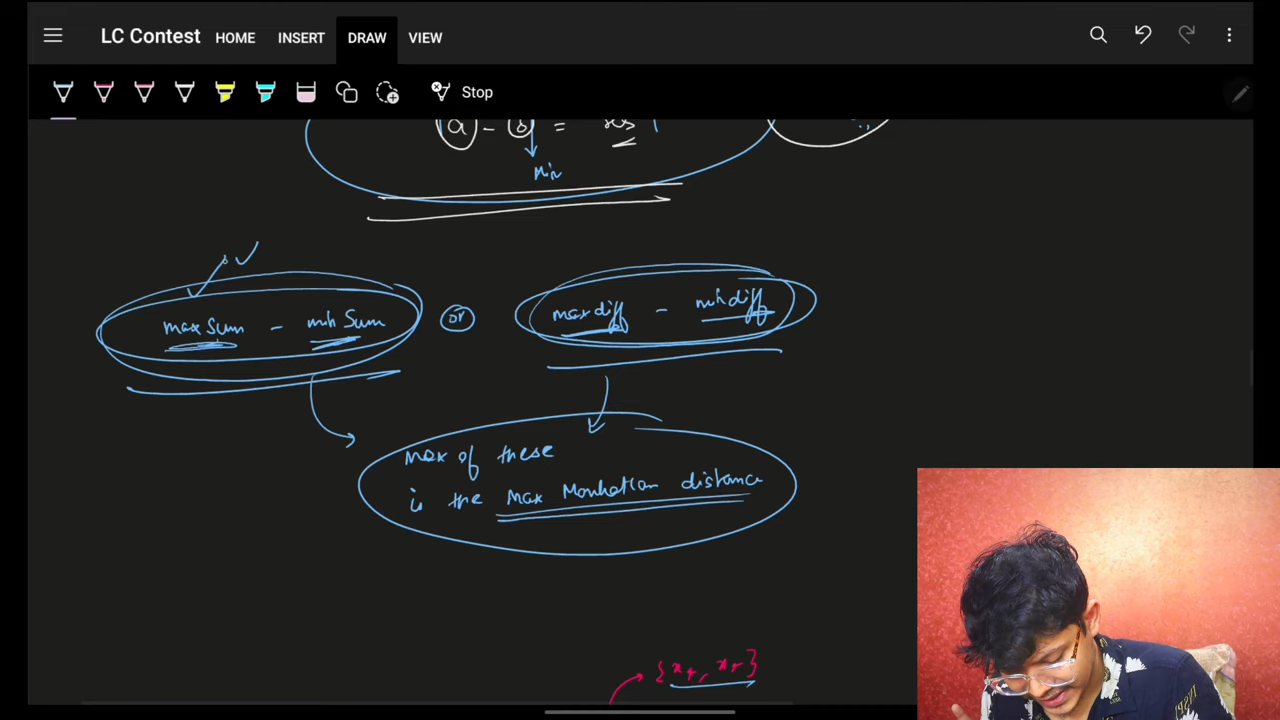 LC Contest HOME INSERT DRAW VIEW
Stop
a - b =
Min
max Sum - min Sum or max diff - min diff
max of these
is the Max Manhattan distance
{x+, x+}